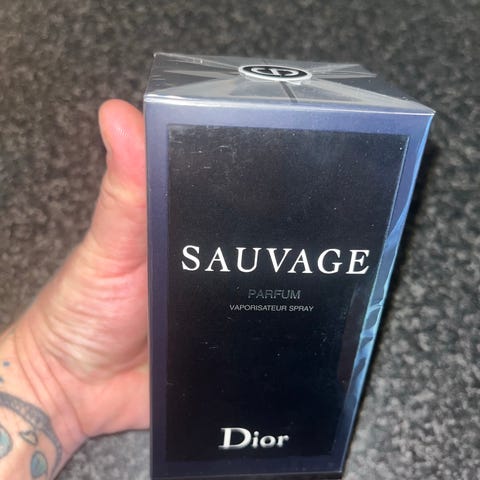 SAUVAGE
PARFUM
VAPORISATEUR SPRAY
Dior